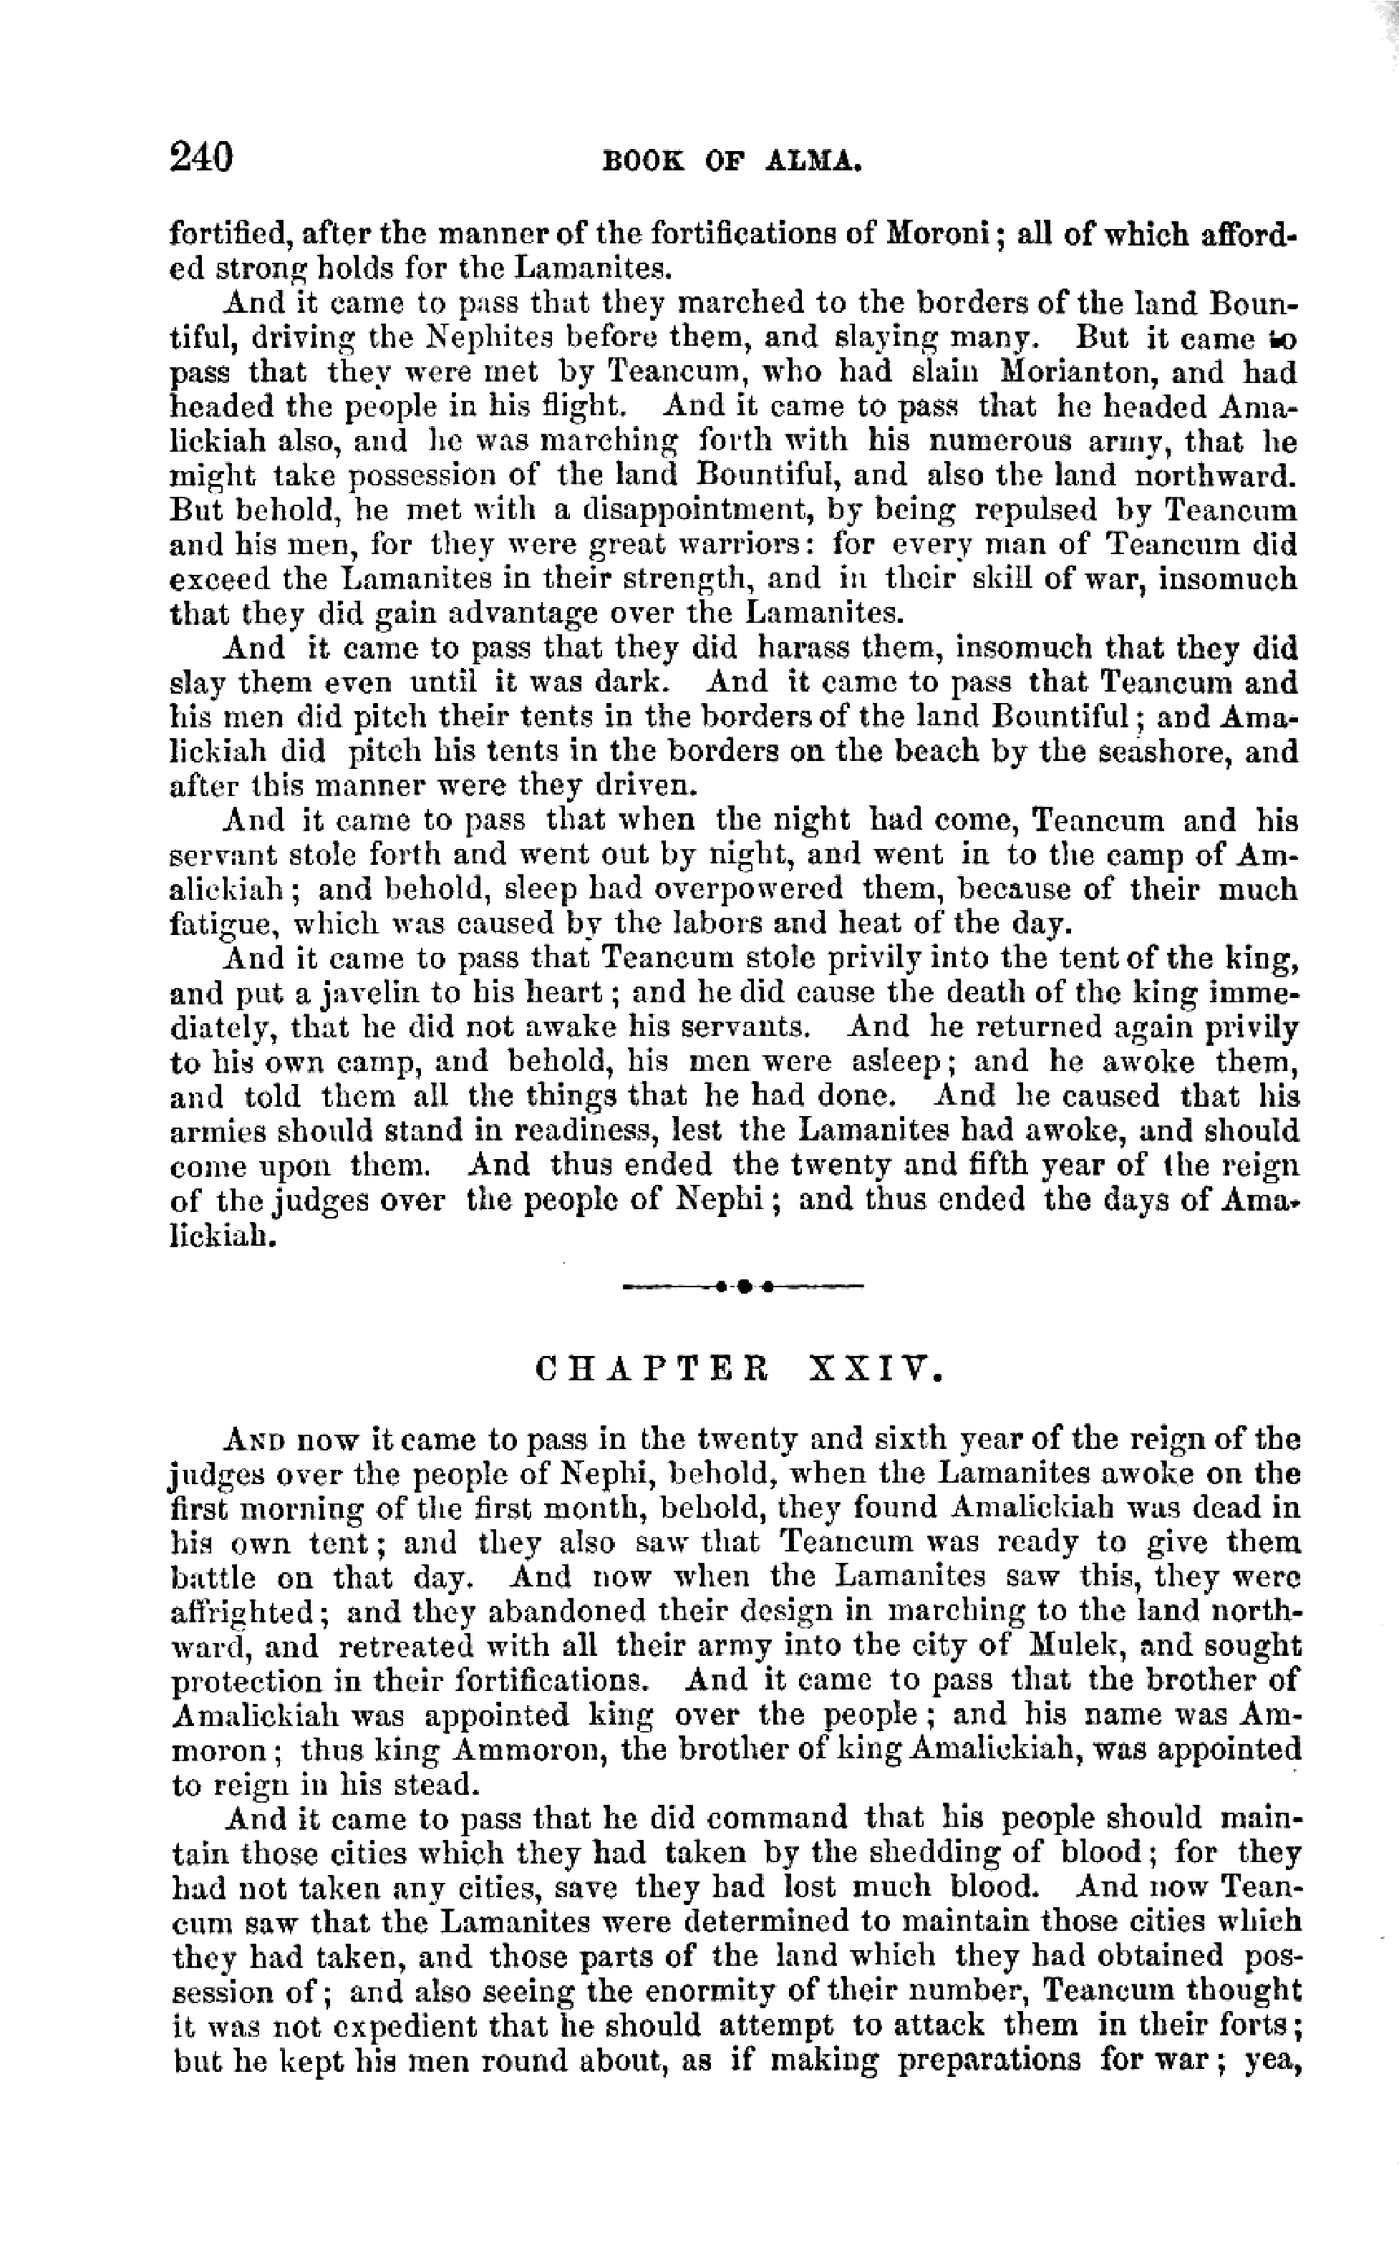 240 BOOK OF ALMA.
fortified, after the manner of the fortifications of Moroni; all of which afford-
ed strong holds for the Lamanites.
And it came to pass that they marched to the borders of the land Boun-
tiful, driving the Nephites before them, and slaying many. But it came to
pass that they were met by Teancum, who had slain Morianton, and had
headed the people in his flight. And it came to pass that he headed Ama-
lickiah also, and he was marching forth with his numerous army, that he
might take possession of the land Bountiful, and also the land northward.
But behold, he met with a disappointment, by being repulsed by Teancum
and his men, for they were great warriors: for every man of Teancum did
exceed the Lamanites in their strength, and in their skill of war, insomuch
that they did gain advantage over the Lamanites.
And it came to pass that they did harass them, insomuch that they did
slay them even until it was dark. And it came to pass that Teancum and
his men did pitch their tents in the borders of the land Bountiful; and Ama-
lickiah did pitch his tents in the borders on the beach by the seashore, and
after this manner were they driven.
And it came to pass that when the night had come, Teancum and his
servant stole forth and went out by night, and went in to the camp of Am-
alickiah; and behold, sleep had overpowered them, because of their much
fatigue, which was caused by the labors and heat of the day.
And it came to pass that Teancum stole privily into the tent of the king,
and put a javelin to his heart; and he did cause the death of the king imme-
diately, that he did not awake his servants. And he returned again privily
to his own camp, and behold, his men were asleep; and he awoke them,
and told them all the things that he had done. And he caused that his
armies should stand in readiness, lest the Lamanites had awoke, and should
come upon them. And thus ended the twenty and fifth year of the reign
of the judges over the people of Nephi; and thus ended the days of Ama-
lickiah.
CHAPTER XXIV.
AND now it came to pass in the twenty and sixth year of the reign of the
judges over the people of Nephi, behold, when the Lamanites awoke on the
first morning of the first month, behold, they found Amalickiah was dead in
his own tent; and they also saw that Teancum was ready to give them
battle on that day. And now when the Lamanites saw this, they were
affrighted; and they abandoned their design in marching to the land north-
ward, and retreated with all their army into the city of Mulek, and sought
protection in their fortifications. And it came to pass that the brother of
Amalickiah was appointed king over the people; and his name was Am-
moron; thus king Ammoron, the brother of king Amalickiah, was appointed
to reign in his stead.
And it came to pass that he did command that his people should main-
tain those cities which they had taken by the shedding of blood; for they
had not taken any cities, save they had lost much blood. And now Tean-
cum saw that the Lamanites were determined to maintain those cities which
they had taken, and those parts of the land which they had obtained pos-
session of; and also seeing the enormity of their number, Teancum thought
it was not expedient that he should attempt to attack them in their forts;
but he kept his men round about, as if making preparations for war; yea,